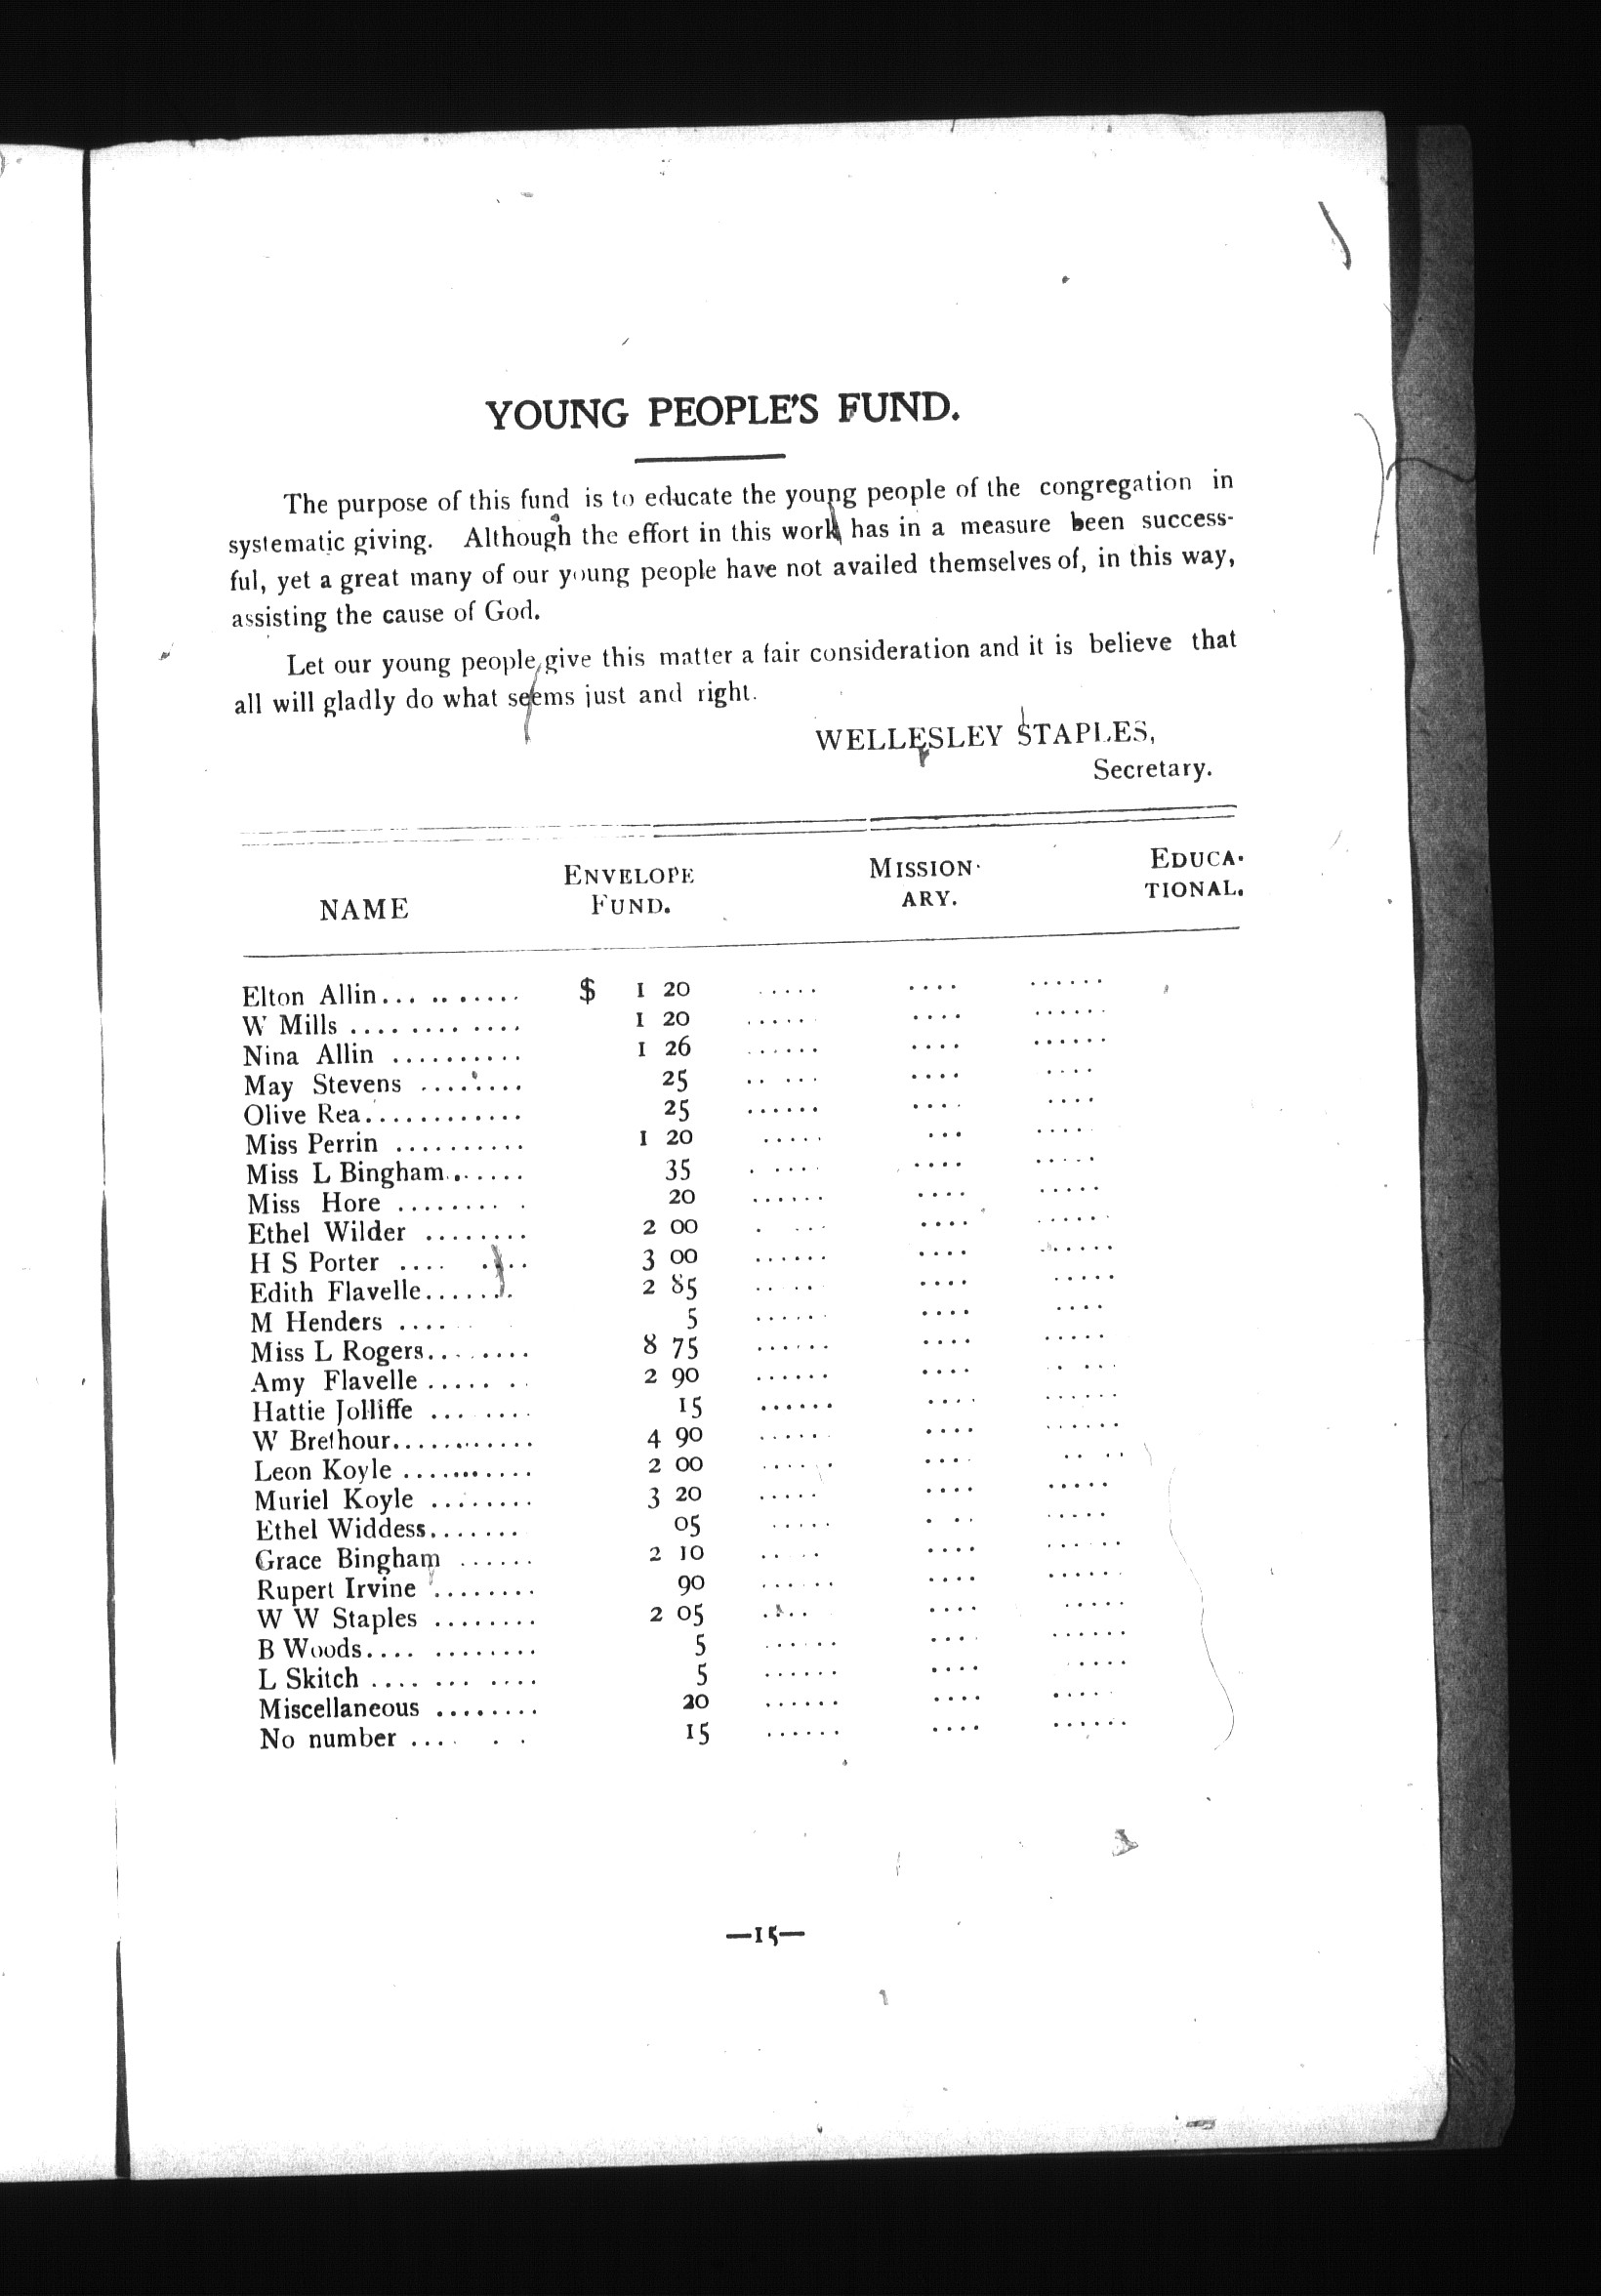 YOUNG PEOPLE'S FUND.
The purpose of this fund is to educate the young people of the congregation in
systematic giving. Although the effort in this work has in a measure been success-
ful, yet a great many of our young people have not availed themselves of, in this way,
assisting the cause of God.
Let our young people, give this matter a fair consideration and it is believe that
all will gladly do what seems just and right.
WELLESLEY STAPLES,
Secretary.
NAME ENVELOPE FUND. MISSION-ARY. EDUCA-TIONAL.
Elton Allin... .. ...... $ 1 20 ..... .... ......
W Mills .... .... .... 1 20 ..... .... ......
Nina Allin .......... 1 26 ...... .... ......
May Stevens ......... 25 .. ... .... ....
Olive Rea............ 25 ...... .... ....
Miss Perrin .......... 1 20 ..... ... ....
Miss L Bingham....... 35 . .... .... .....
Miss Hore ........ . 20 ...... .... .....
Ethel Wilder ........ 2 00 . ... .... ......
H S Porter .... .... 3 00 ...... .... ......
Edith Flavelle....... 2 85 ..... .... .....
M Henders .... 5 ...... .... ....
Miss L Rogers........ 8 75 ...... .... .....
Amy Flavelle ..... .. 2 90 ...... .... . ...
Hattie Jolliffe ... .... 15 ...... .... ......
W Brethour............ 4 90 ..... .... ......
Leon Koyle .......... 2 00 ...... .... .. ..
Muriel Koyle ........ 3 20 ..... .... .....
Ethel Widdess....... 05 ..... . .. .....
Grace Bingham ...... 2 10 .. .. .... ......
Rupert Irvine ........ 90 ...... .... ......
W W Staples ........ 2 05 .... .... .....
B Woods.... ........ 5 ...... .... ......
L Skitch .... ... .... 5 ...... .... .....
Miscellaneous ........ 20 ...... .... .....
No number .... . . 15 ...... .... ......
—15—